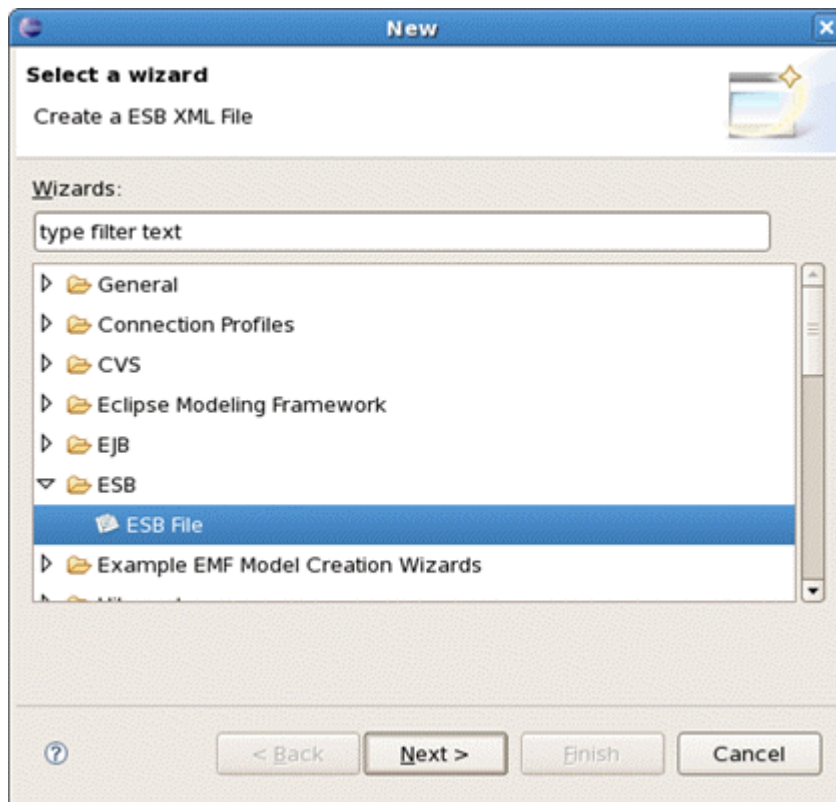 New
Select a wizard
Create a ESB XML File
Wizards:
type filter text
General
Connection Profiles
CVS
Eclipse Modeling Framework
EJB
ESB
ESB File
Example EMF Model Creation Wizards
? < Back Next > Finish Cancel